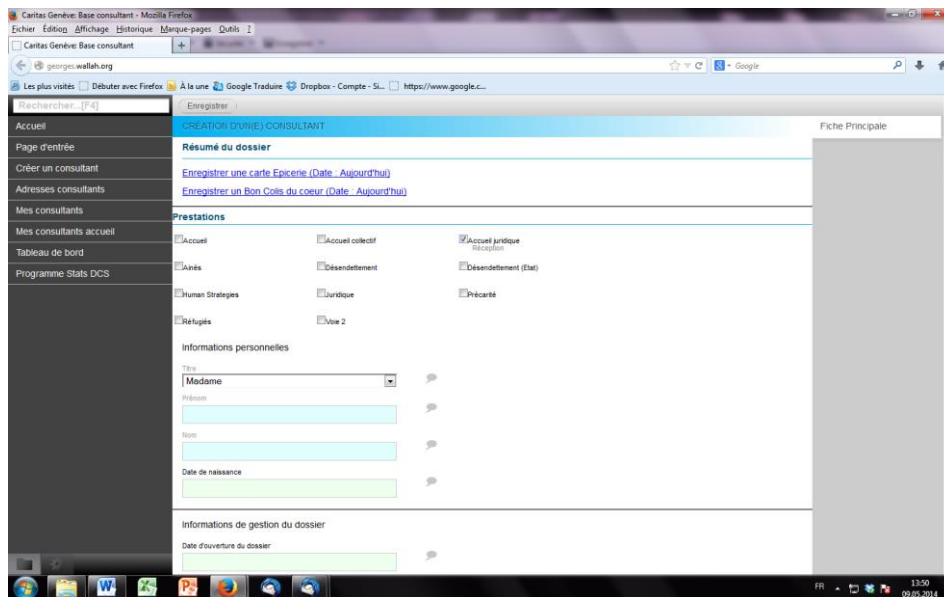 Caritas Genève: Base consultant - Mozilla Firefox
Fichier Édition Affichage Historique Marque-pages Outils ?
Caritas Genève: Base consultant
georges.wallah.org
Google
Les plus visités Débuter avec Firefox À la une Google Traduire Dropbox - Compte - Si... https://www.google.c...
Rechercher...[F4]
Enregistrer
Accueil
CRÉATION D'UN(E) CONSULTANT
Fiche Principale
Page d'entrée
Résumé du dossier
Créer un consultant
Enregistrer une carte Epicerie (Date : Aujourd'hui)
Adresses consultants
Enregistrer un Bon Colis du coeur (Date : Aujourd'hui)
Mes consultants
Prestations
Mes consultants accueil
Accueil
Accueil collectif
Accueil juridique
Réception
Tableau de bord
Ainés
Désendettement
Désendettement (Etat)
Programme Stats DCS
Human Strategies
Juridique
Précarité
Réfugiés
Voie 2
Informations personnelles
Titre
Madame
Prénom
Nom
Date de naissance
Informations de gestion du dossier
Date d'ouverture du dossier
FR
13:50
09.05.2014